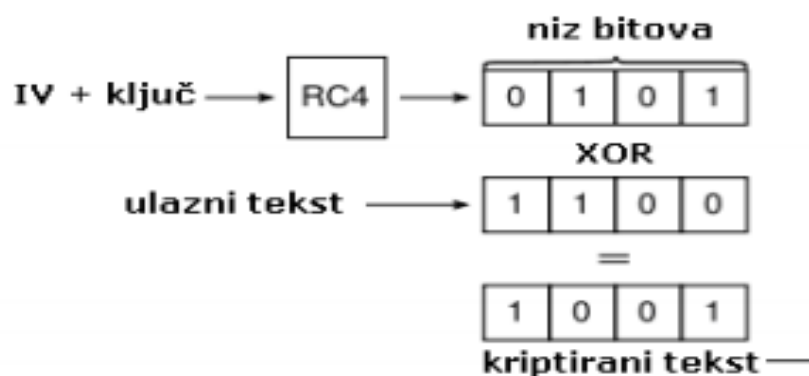 niz bitova
IV + ključ RC4 0 1 0 1
XOR
ulazni tekst 1 1 0 0
=
1 0 0 1
kriptirani tekst